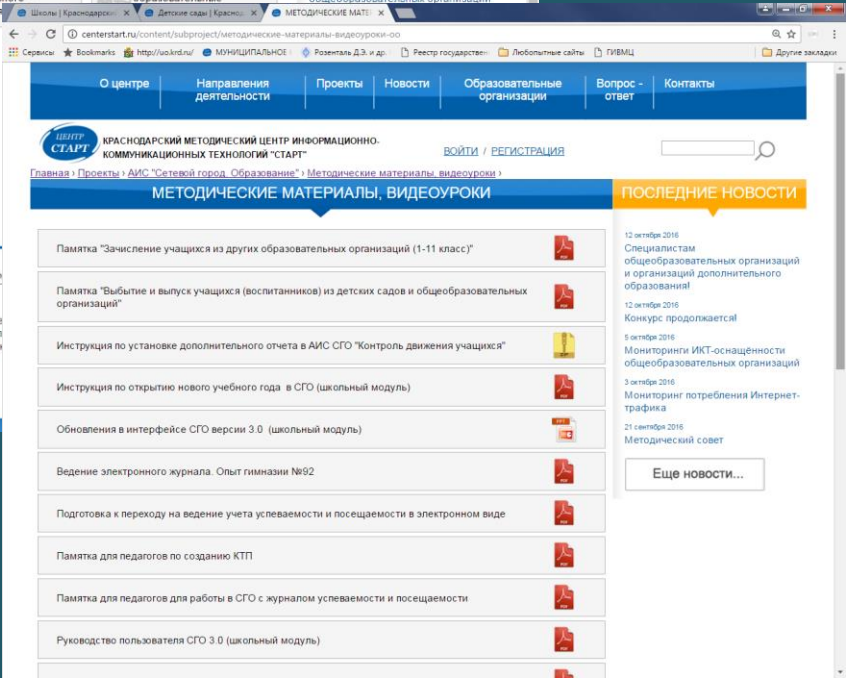 образовательные
общеобразовательных организаций
Школы | Краснодарски
Детские сады | Краснод
МЕТОДИЧЕСКИЕ МАТЕ
centerstart.ru/content/subproject/методические-материалы-видеоуроки-оо
Сервисы
Bookmarks
http://uo.krd.ru/
МУНИЦИПАЛЬНОЕ
Розенталь Д.Э. и др.
Реестр государствен
Любопытные сайты
ГИВМЦ
Другие закладки
О центре
Направления
деятельности
Проекты
Новости
Образовательные
организации
Вопрос -
ответ
Контакты
ЦЕНТР
СТАРТ
КРАСНОДАРСКИЙ МЕТОДИЧЕСКИЙ ЦЕНТР ИНФОРМАЦИОННО-
КОММУНИКАЦИОННЫХ ТЕХНОЛОГИЙ "СТАРТ"
ВОЙТИ / РЕГИСТРАЦИЯ
Главная › Проекты › АИС "Сетевой город. Образование" › Методические материалы, видеоуроки ›
МЕТОДИЧЕСКИЕ МАТЕРИАЛЫ, ВИДЕОУРОКИ
Памятка "Зачисление учащихся из других образовательных организаций (1-11 класс)"
Памятка "Выбытие и выпуск учащихся (воспитанников) из детских садов и общеобразовательных
организаций"
Инструкция по установке дополнительного отчета в АИС СГО "Контроль движения учащихся"
Инструкция по открытию нового учебного года в СГО (школьный модуль)
Обновления в интерфейсе СГО версии 3.0 (школьный модуль)
Ведение электронного журнала. Опыт гимназии №92
Подготовка к переходу на ведение учета успеваемости и посещаемости в электронном виде
Памятка для педагогов по созданию КТП
Памятка для педагогов для работы в СГО с журналом успеваемости и посещаемости
Руководство пользователя СГО 3.0 (школьный модуль)
ПОСЛЕДНИЕ НОВОСТИ
12 октября 2016
Специалистам
общеобразовательных организаций
и организаций дополнительного
образования!
12 октября 2016
Конкурс продолжается!
5 октября 2016
Мониторинги ИКТ-оснащённости
общеобразовательных организаций
3 октября 2016
Мониторинг потребления Интернет-
трафика
21 сентября 2016
Методический совет
Еще новости...